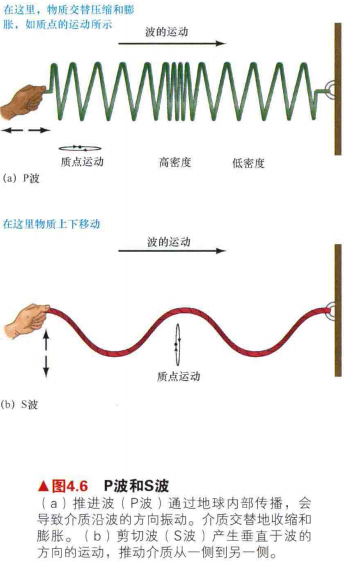 在这里，物质交替压缩和膨
胀，如质点的运动所示
波的运动
质点运动
高密度
低密度
(a) P波
在这里物质上下移动
波的运动
质点运动
(b) S波
▲图4.6 P波和S波
（a）推进波（P波）通过地球内部传播，会
导致介质沿波的方向振动。介质交替地收缩和
膨胀。（b）剪切波（S波）产生垂直于波的
方向的运动，推动介质从一侧到另一侧。